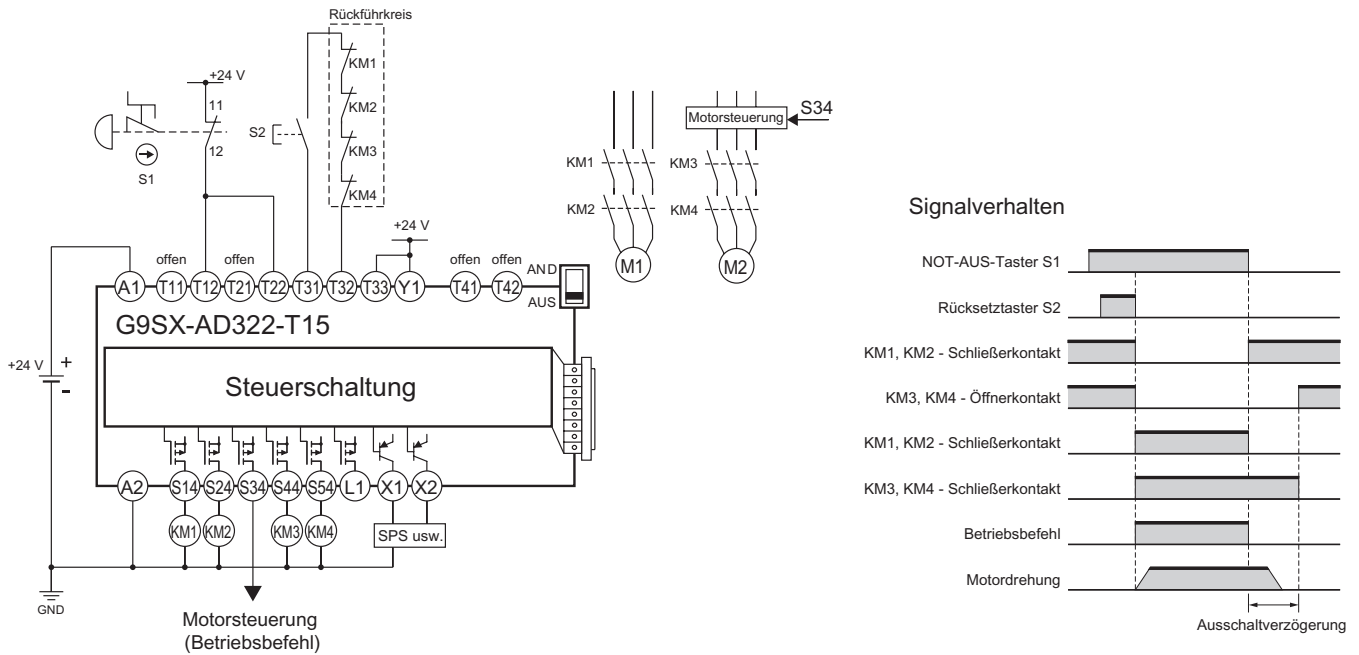 Rückführkreis
KM1
KM2
KM3
KM4
+24 V
11
12
S1
S2
+24 V
Motorsteuerung
S34
KM1
KM2
KM3
KM4
M1
M2
offen
offen
offen
offen
A1
T11
T12
T21
T22
T31
T32
T33
Y1
T41
T42
AND
AUS
G9SX-AD322-T15
Steuerschaltung
+24 V
+
-
A2
S14
S24
S34
S44
S54
L1
X1
X2
KM1
KM2
KM3
KM4
SPS usw.
GND
Motorsteuerung
(Betriebsbefehl)
Signalverhalten
NOT-AUS-Taster S1
Rücksetztaster S2
KM1, KM2 - Schließerkontakt
KM3, KM4 - Öffnerkontakt
KM1, KM2 - Schließerkontakt
KM3, KM4 - Schließerkontakt
Betriebsbefehl
Motordrehung
Ausschaltverzögerung